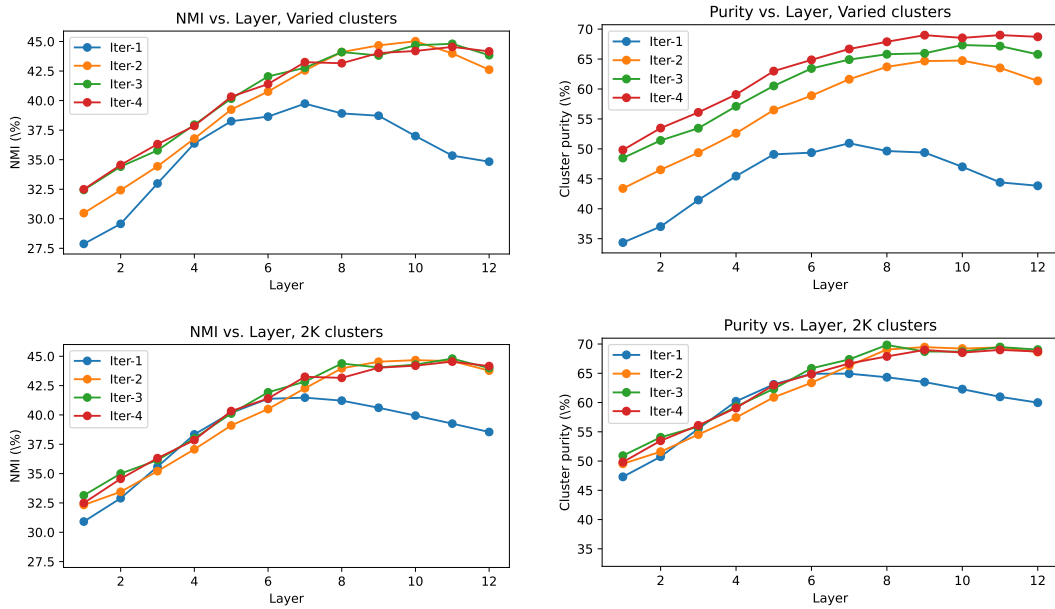 NMI vs. Layer, Varied clusters
NMI (\%)
45.0
42.5
40.0
37.5
35.0
32.5
30.0
27.5
Iter-1
Iter-2
Iter-3
Iter-4
2 4 6 8 10 12
Layer
Purity vs. Layer, Varied clusters
Cluster purity (\%)
70
65
60
55
50
45
40
35
Iter-1
Iter-2
Iter-3
Iter-4
2 4 6 8 10 12
Layer
NMI vs. Layer, 2K clusters
NMI (\%)
45.0
42.5
40.0
37.5
35.0
32.5
30.0
27.5
Iter-1
Iter-2
Iter-3
Iter-4
2 4 6 8 10 12
Layer
Purity vs. Layer, 2K clusters
Cluster purity (\%)
70
65
60
55
50
45
40
35
Iter-1
Iter-2
Iter-3
Iter-4
2 4 6 8 10 12
Layer